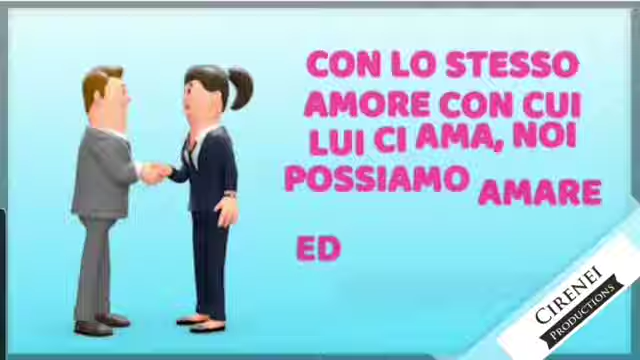 CON LO STESSO
AMORE CON CUI
LUI CI AMA, NOI
POSSIAMO AMARE
ED
CIRENEI
PRODUCTIONS